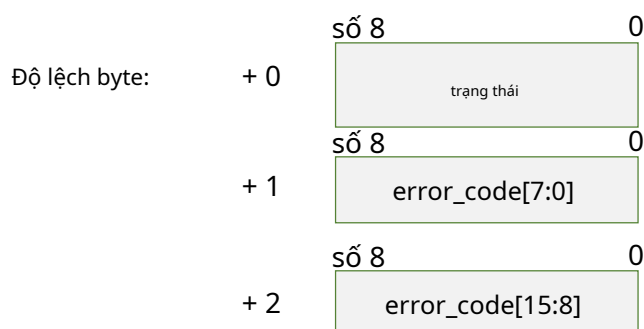 số 8 0
Độ lệch byte: + 0 trạng thái
số 8 0
+ 1 error_code[7:0]
số 8 0
+ 2 error_code[15:8]